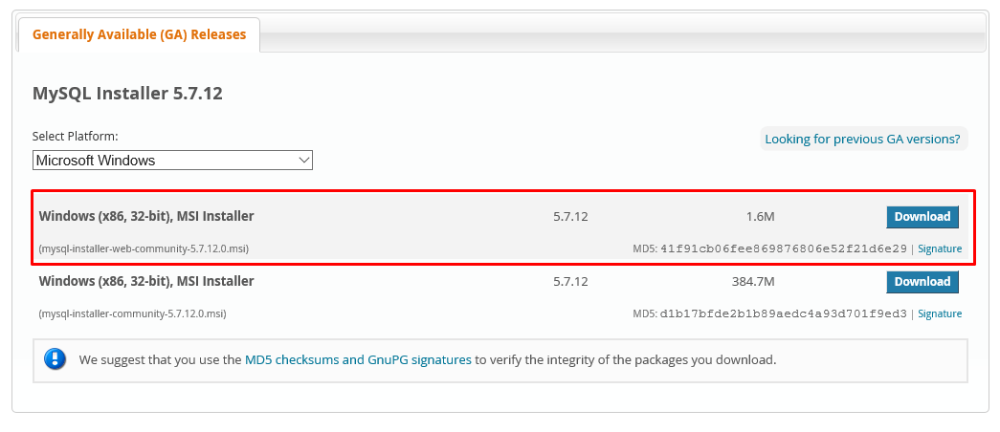 Generally Available (GA) Releases
MySQL Installer 5.7.12
Select Platform:
Looking for previous GA versions?
Microsoft Windows
Windows (x86, 32-bit), MSI Installer 5.7.12 1.6M Download
(mysql-installer-web-community-5.7.12.0.msi) MD5: 41f91cb06fee869876806e52f21d6e29 | Signature
Windows (x86, 32-bit), MSI Installer 5.7.12 384.7M Download
(mysql-installer-community-5.7.12.0.msi) MD5: d1b17bfde2b1b89aedc4a93d701f9ed3 | Signature
We suggest that you use the MD5 checksums and GnuPG signatures to verify the integrity of the packages you download.